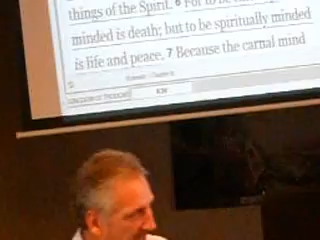 things of the Spirit. 6 For to be
minded is death; but to be spiritually minded
is life and peace. 7 Because the carnal mind
KJV